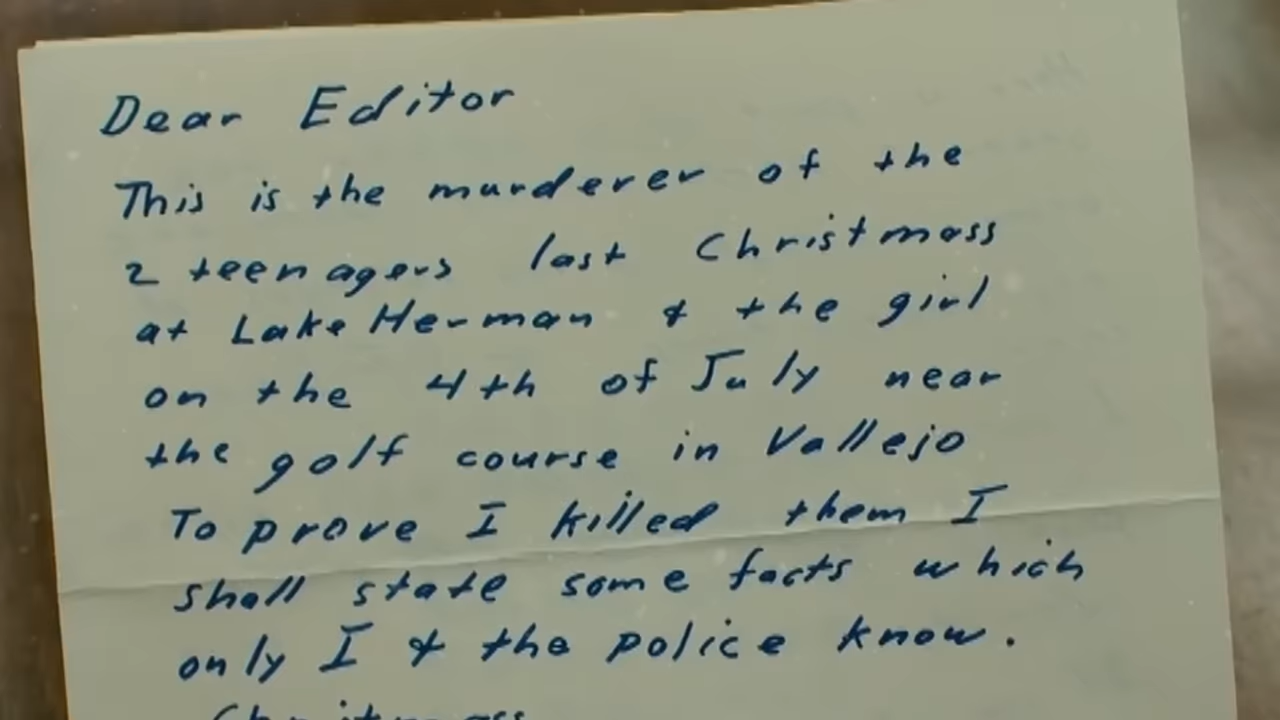 Dear Editor
This is the murderer of the
2 teenagers last Christmass
at Lake Herman & the girl
on the 4th of July near
the golf course in Vallejo
To prove I killed them I
shall state some facts which
only I & the police know.
Christmass